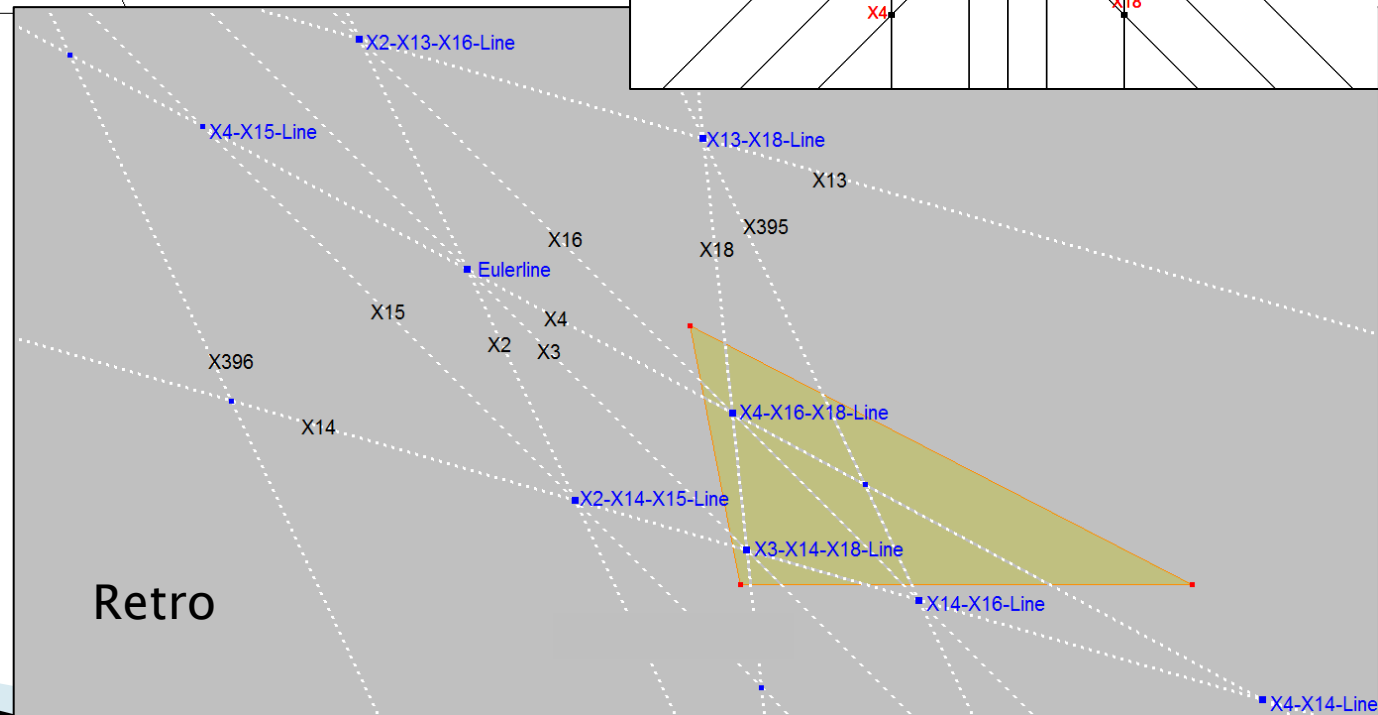 X4
X18
X2-X13-X16-Line
X4-X15-Line
X13-X18-Line
X13
X395
X16
X18
Eulerline
X15
X4
X2
X3
X396
X4-X16-X18-Line
X14
X2-X14-X15-Line
X3-X14-X18-Line
Retro
X14-X16-Line
X4-X14-Line